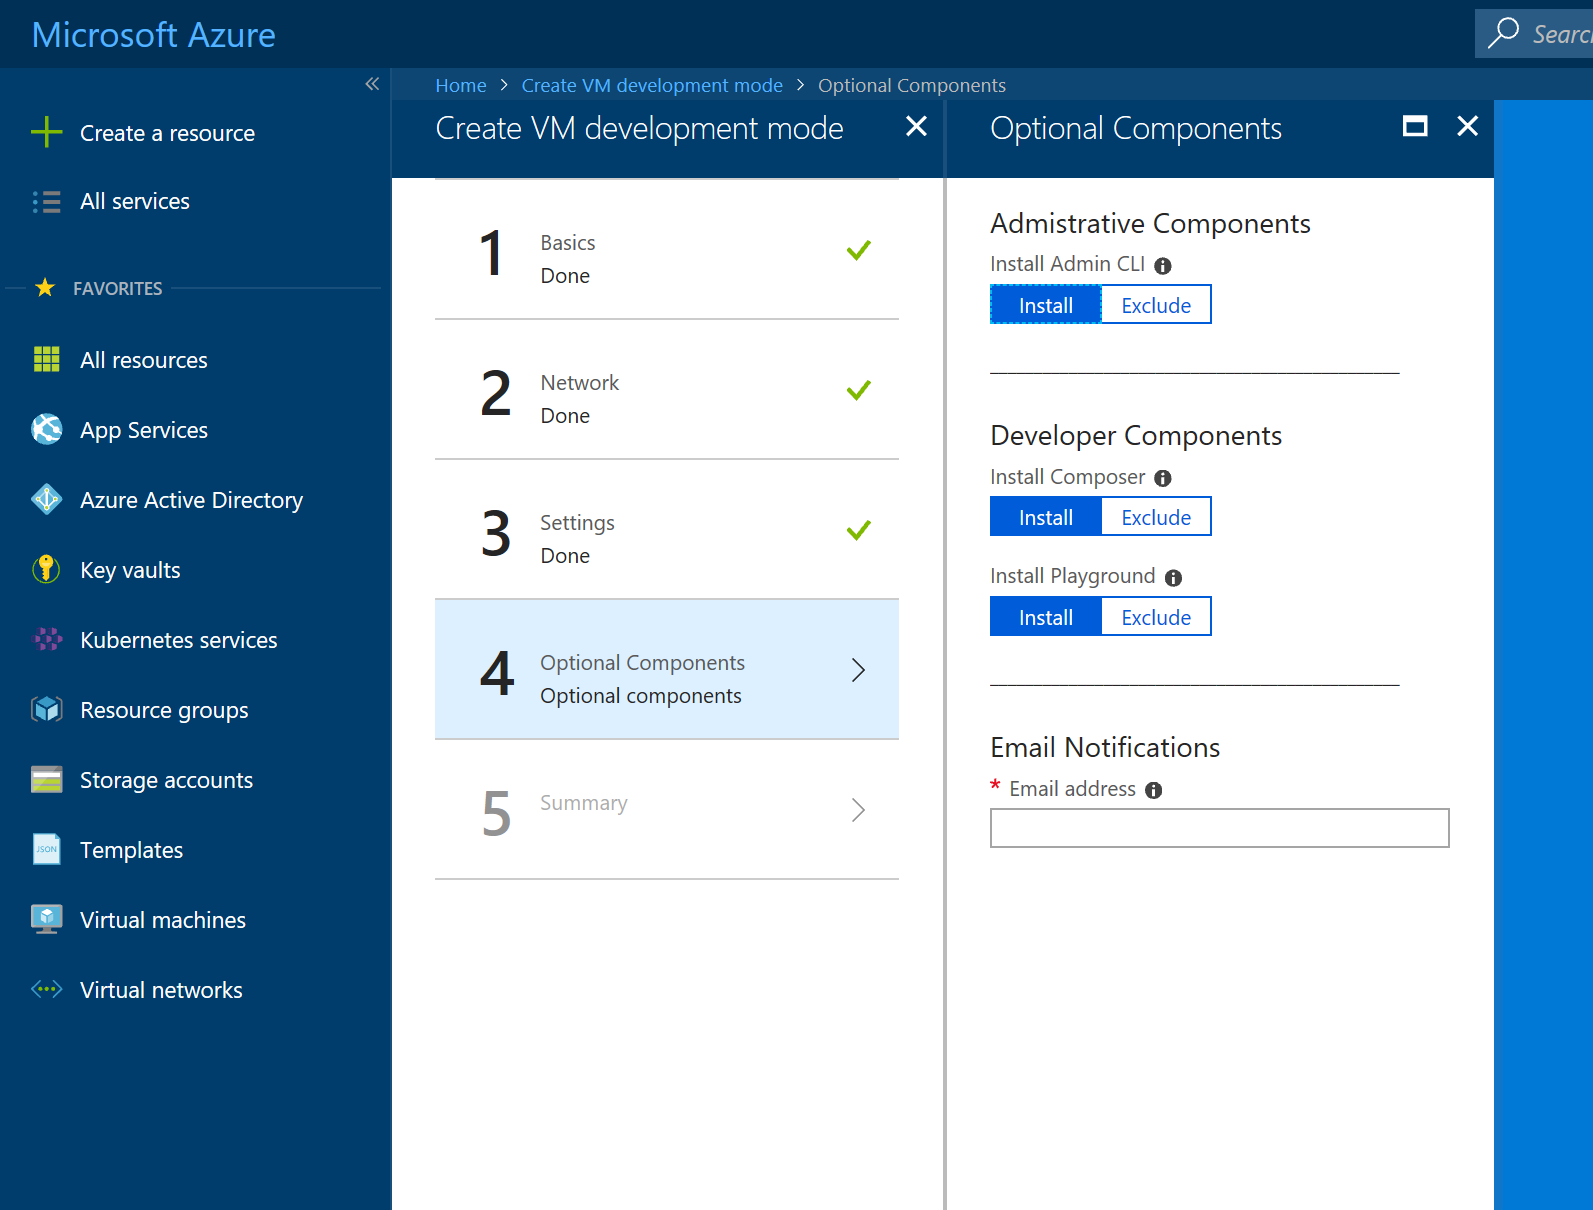 Microsoft Azure
Searc
Home > Create VM development mode > Optional Components
Create a resource
All services
FAVORITES
All resources
App Services
Azure Active Directory
Key vaults
Kubernetes services
Resource groups
Storage accounts
JSON
Templates
Virtual machines
Virtual networks
Create VM development mode
1
Basics
Done
2
Network
Done
3
Settings
Done
4
Optional Components
Optional components
5
Summary
Optional Components
Admistrative Components
Install Admin CLI
Install Exclude
Developer Components
Install Composer
Install Exclude
Install Playground
Install Exclude
Email Notifications
* Email address